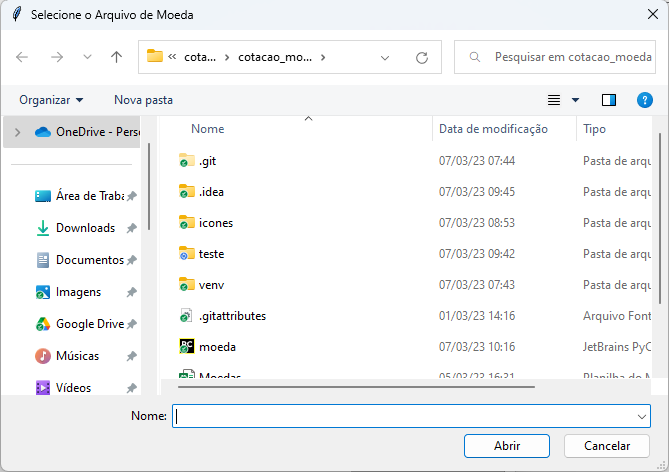 Selecione o Arquivo de Moeda
« cota... > cotacao_mo... >
Pesquisar em cotacao_moeda
Organizar
Nova pasta
OneDrive - Perso
Área de Traba
Downloads
Documentos
Imagens
Google Drive
Músicas
Vídeos
Nome Data de modificação Tipo
.git 07/03/23 07:44 Pasta de arqu
.idea 07/03/23 09:45 Pasta de arqu
icones 07/03/23 08:53 Pasta de arqu
teste 07/03/23 09:42 Pasta de arqu
venv 07/03/23 07:43 Pasta de arqu
.gitattributes 01/03/23 14:16 Arquivo Font
moeda 07/03/23 10:16 JetBrains PyC
Moedas 05/03/23 16:31 Planilha do M
Nome:
Abrir
Cancelar